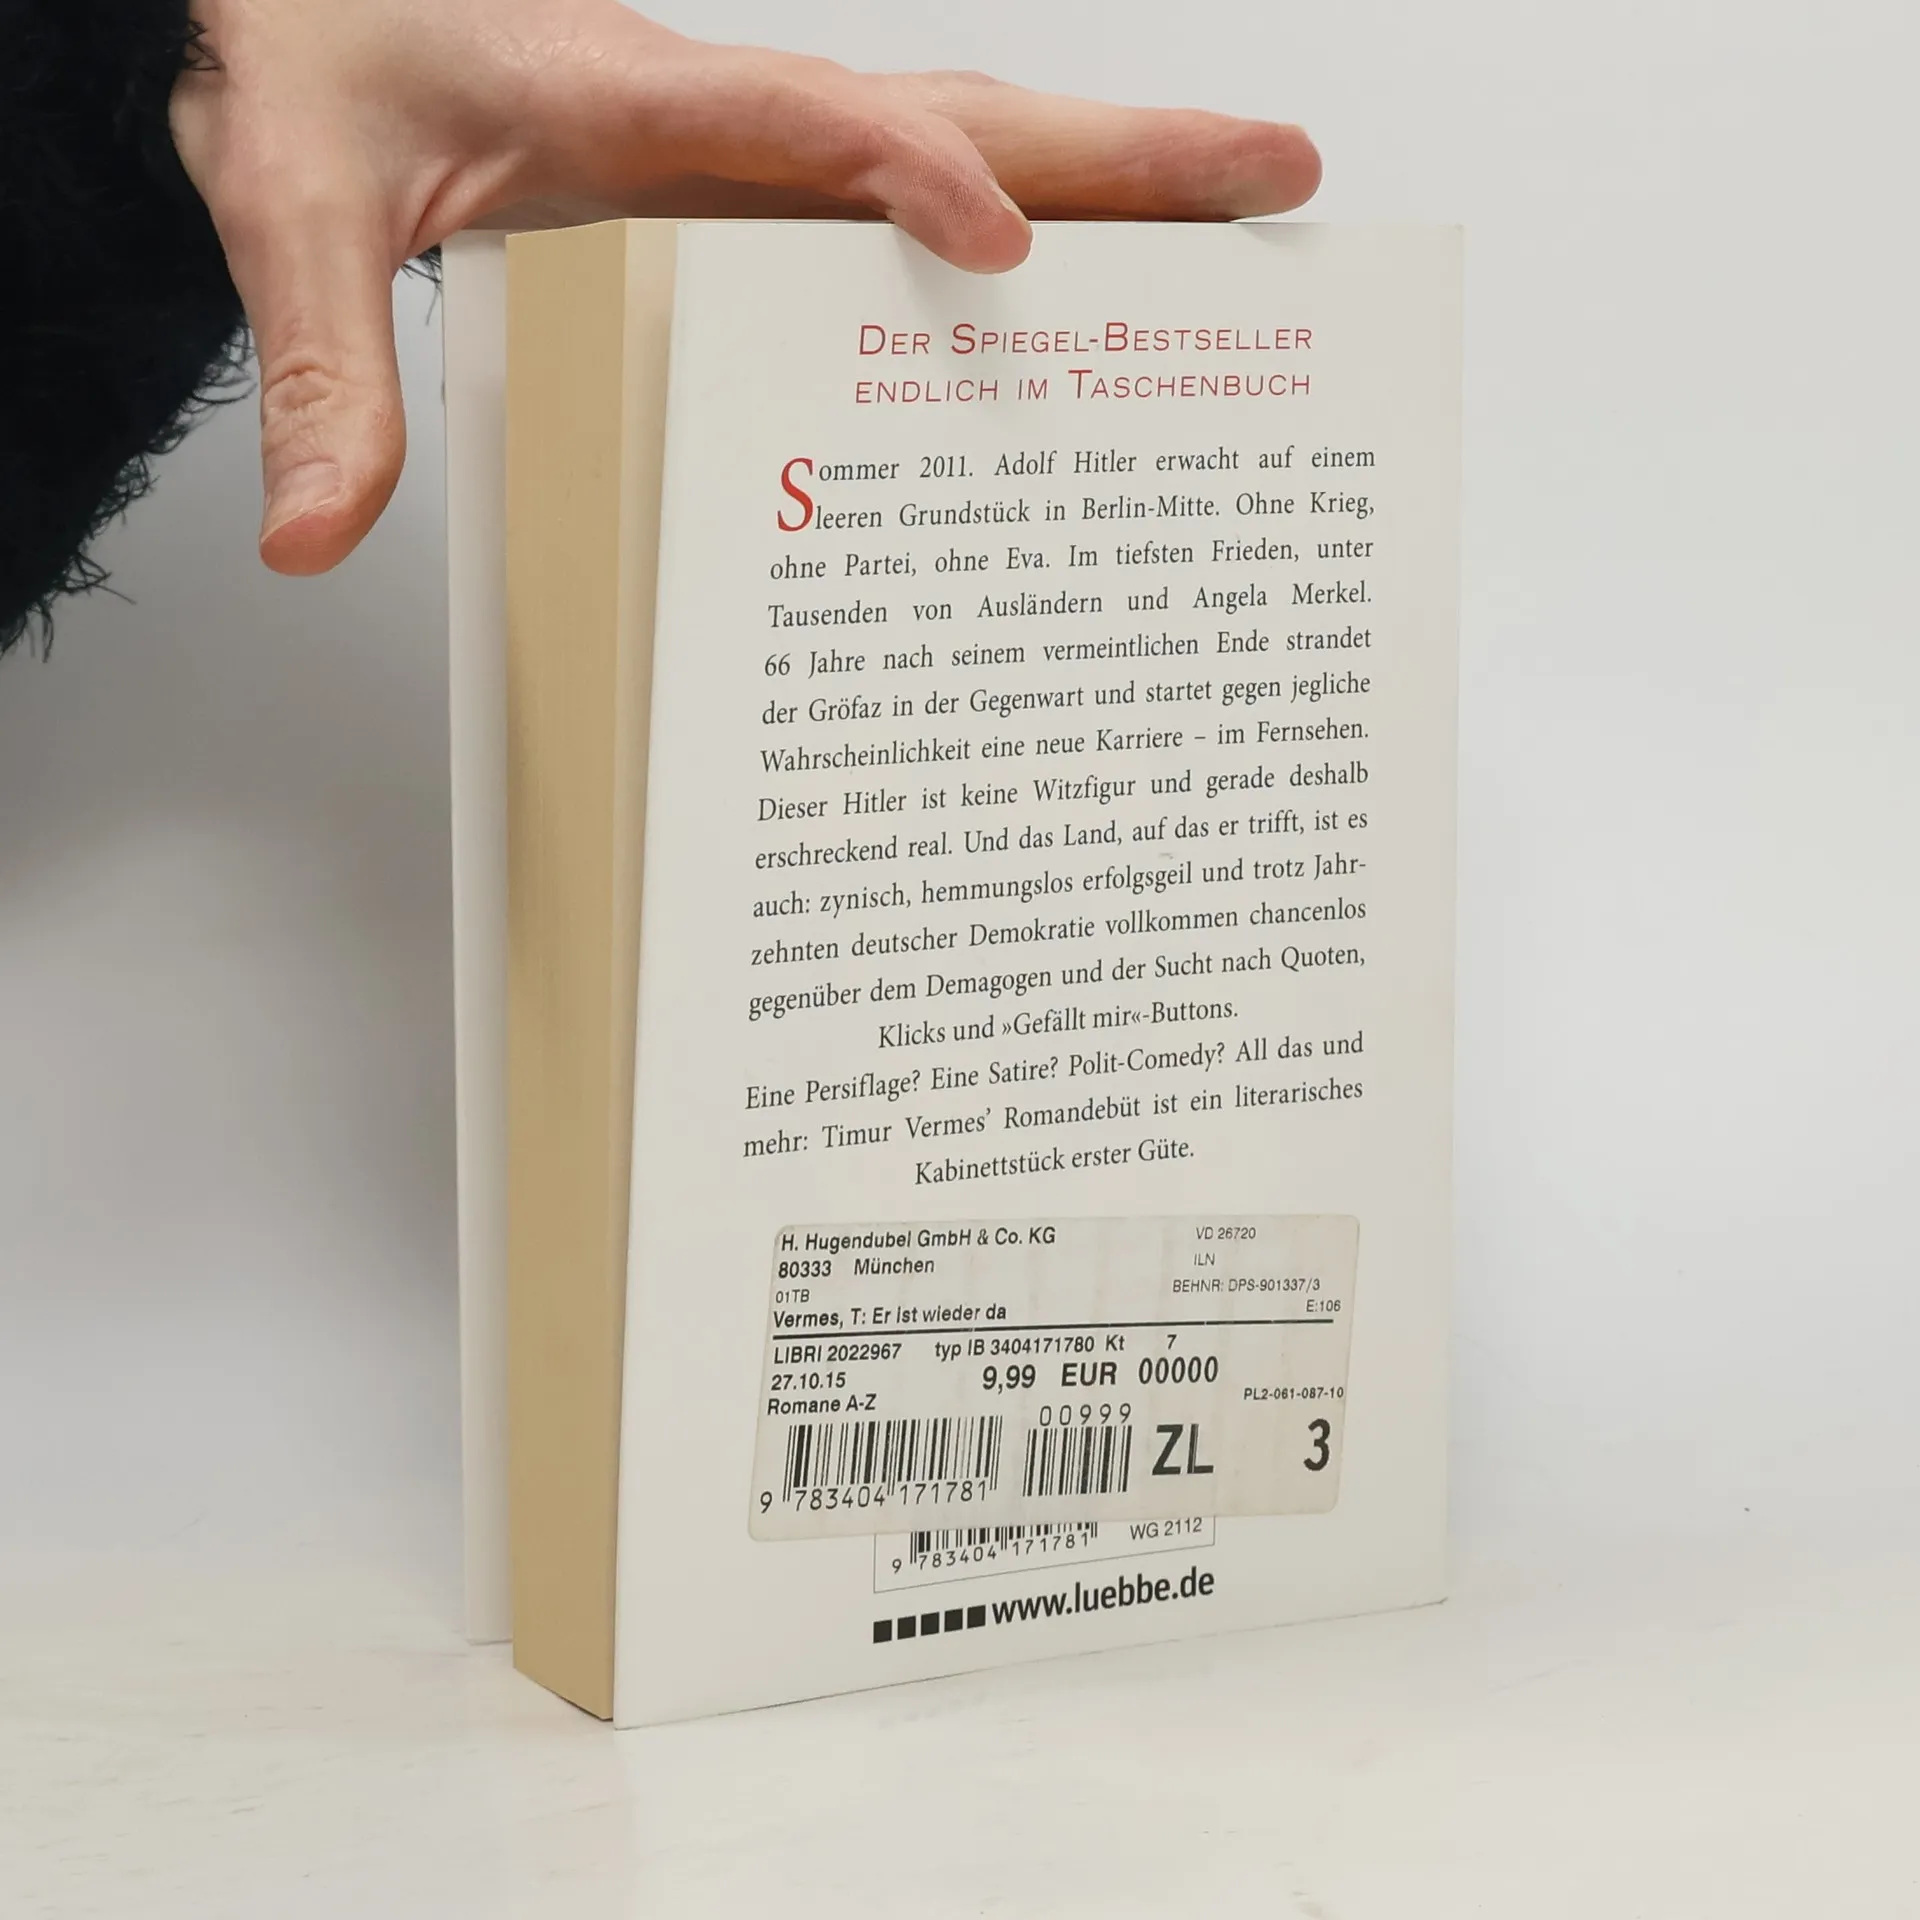 DER SPIEGEL-BESTSELLER
ENDLICH IM TASCHENBUCH
Sommer 2011. Adolf Hitler erwacht auf einem
leeren Grundstück in Berlin-Mitte. Ohne Krieg,
ohne Partei, ohne Eva. Im tiefsten Frieden, unter
Tausenden von Ausländern und Angela Merkel.
66 Jahre nach seinem vermeintlichen Ende strandet
der Gröfaz in der Gegenwart und startet gegen jegliche
Wahrscheinlichkeit eine neue Karriere – im Fernsehen.
Dieser Hitler ist keine Witzfigur und gerade deshalb
erschreckend real. Und das Land, auf das er trifft, ist es
auch: zynisch, hemmungslos erfolgsgeil und trotz Jahr-
zehnten deutscher Demokratie vollkommen chancenlos
gegenüber dem Demagogen und der Sucht nach Quoten,
Klicks und »Gefällt mir«-Buttons.
Eine Persiflage? Eine Satire? Polit-Comedy? All das und
mehr: Timur Vermes’ Romandebüt ist ein literarisches
Kabinettstück erster Güte.
H. Hugendubel GmbH & Co. KG VD 26720
80333 München ILN
01TB BEHNR: DPS-901337/3
Vermes, T: Er ist wieder da E:106
LIBRI 2022967 typ IB 3404171780 Kt 7
27.10.15 9,99 EUR 00000
Romane A-Z PL2-061-087-10
00999 ZL 3
9 783404 171781
9 783404 171781 WG 2112
www.luebbe.de